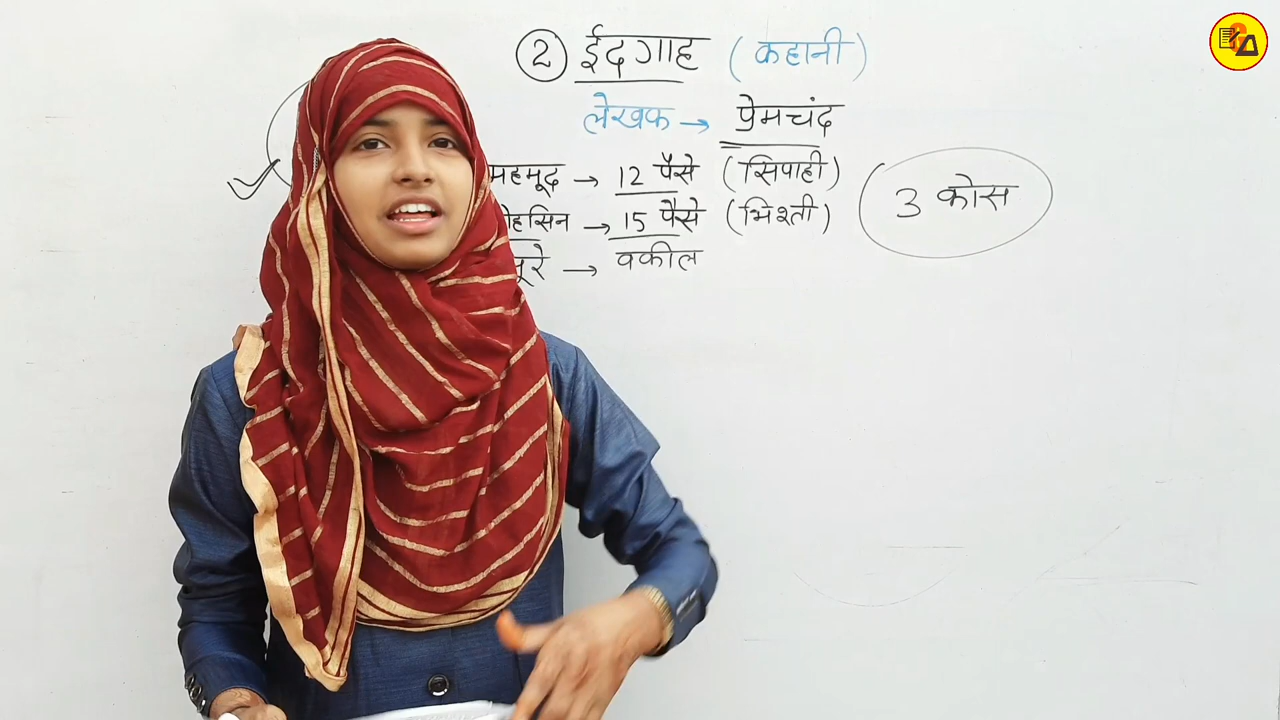 ② ईदगाह (कहानी)
लेखक → प्रेमचंद
महमूद → 12 पैसे (सिपाही)
→ 15 पैसे (भिश्ती)
→ वकील
3 कोस